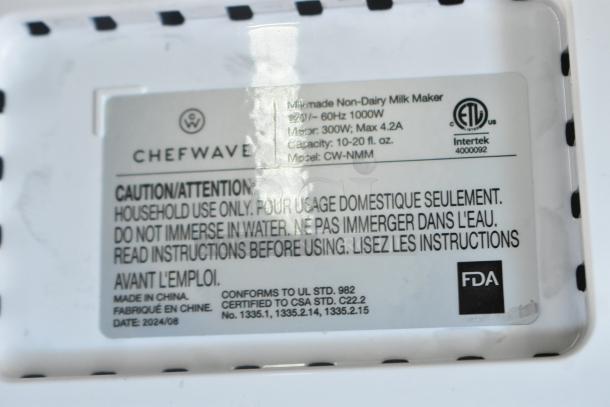 CHEFWAVE
Milkmade Non-Dairy Milk Maker
120V~ 60Hz 1000W
Motor: 300W; Max 4.2A
Capacity: 10-20 fl. oz.
Model: CW-NMM
ETL
C US
Intertek
4000092
CAUTION/ATTENTION:
HOUSEHOLD USE ONLY. POUR USAGE DOMESTIQUE SEULEMENT.
DO NOT IMMERSE IN WATER. NE PAS IMMERGER DANS L'EAU.
READ INSTRUCTIONS BEFORE USING. LISEZ LES INSTRUCTIONS
AVANT L'EMPLOI.
MADE IN CHINA.
FABRIQUÉ EN CHINE.
DATE: 2024/08
CONFORMS TO UL STD. 982
CERTIFIED TO CSA STD. C22.2
No. 1335.1, 1335.2.14, 1335.2.15
FDA